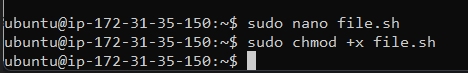 ubuntu@ip-172-31-35-150:~$ sudo nano file.sh
ubuntu@ip-172-31-35-150:~$ sudo chmod +x file.sh
ubuntu@ip-172-31-35-150:~$